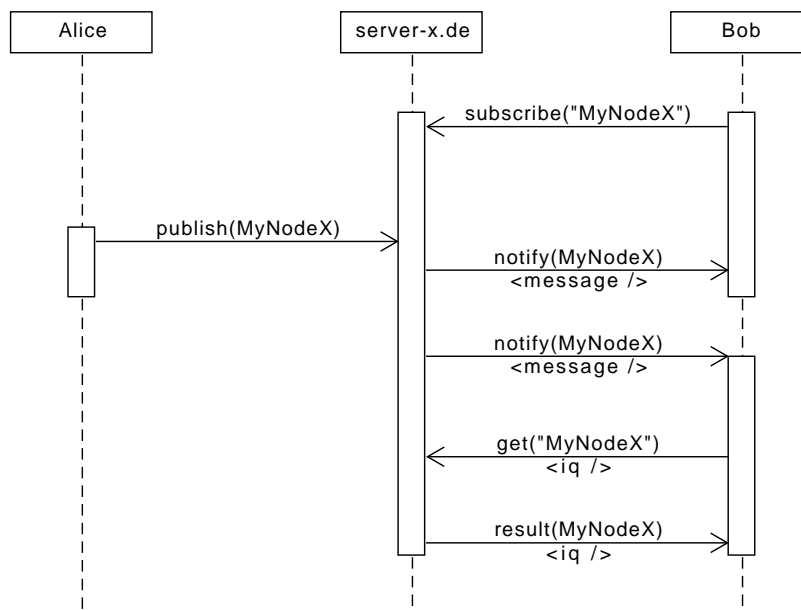 Alice
server-x.de
Bob
subscribe("MyNodeX")
publish(MyNodeX)
notify(MyNodeX)
<message />
notify(MyNodeX)
<message />
get("MyNodeX")
<iq />
result(MyNodeX)
<iq />